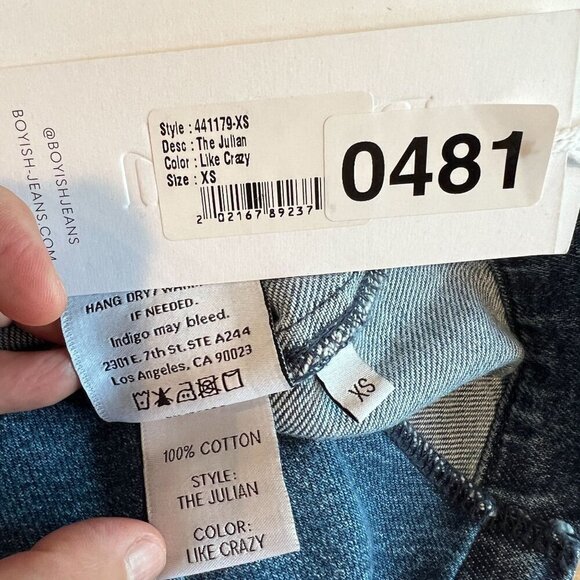 @BOYISHJEANS
BOYISH-JEANS.COM
Style : 441179-XS
Desc : The Julian
Color : Like Crazy
Size : XS
2 02167 89237
0481
HANG DRY /
IF NEEDED.
Indigo may bleed.
2301 E. 7th St. STE A244
Los Angeles, CA 90023
XS
100% COTTON
STYLE:
THE JULIAN
COLOR:
LIKE CRAZY